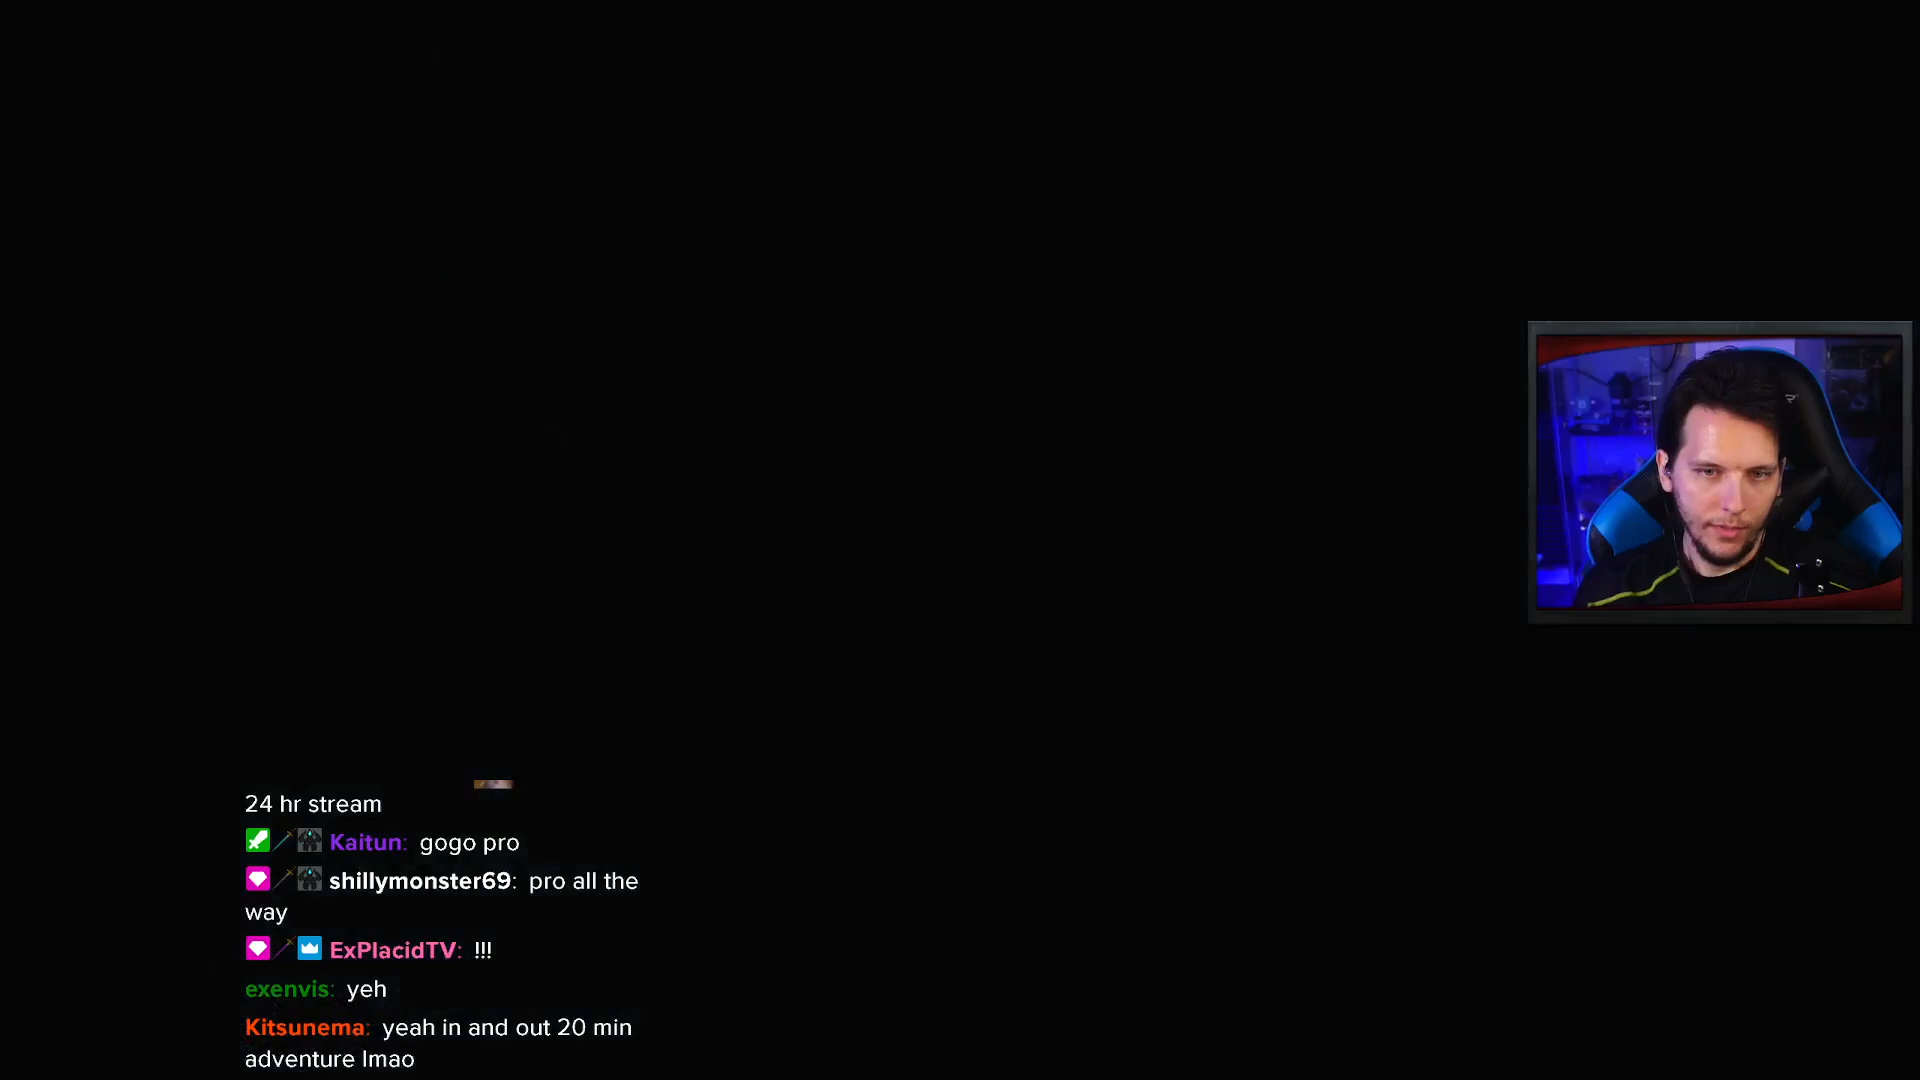 24 hr stream
Kaitun: gogo pro
shillymonster69: pro all the
way
ExPlacidTV: !!!
exenvis: yeh
Kitsunema: yeah in and out 20 min
adventure lmao